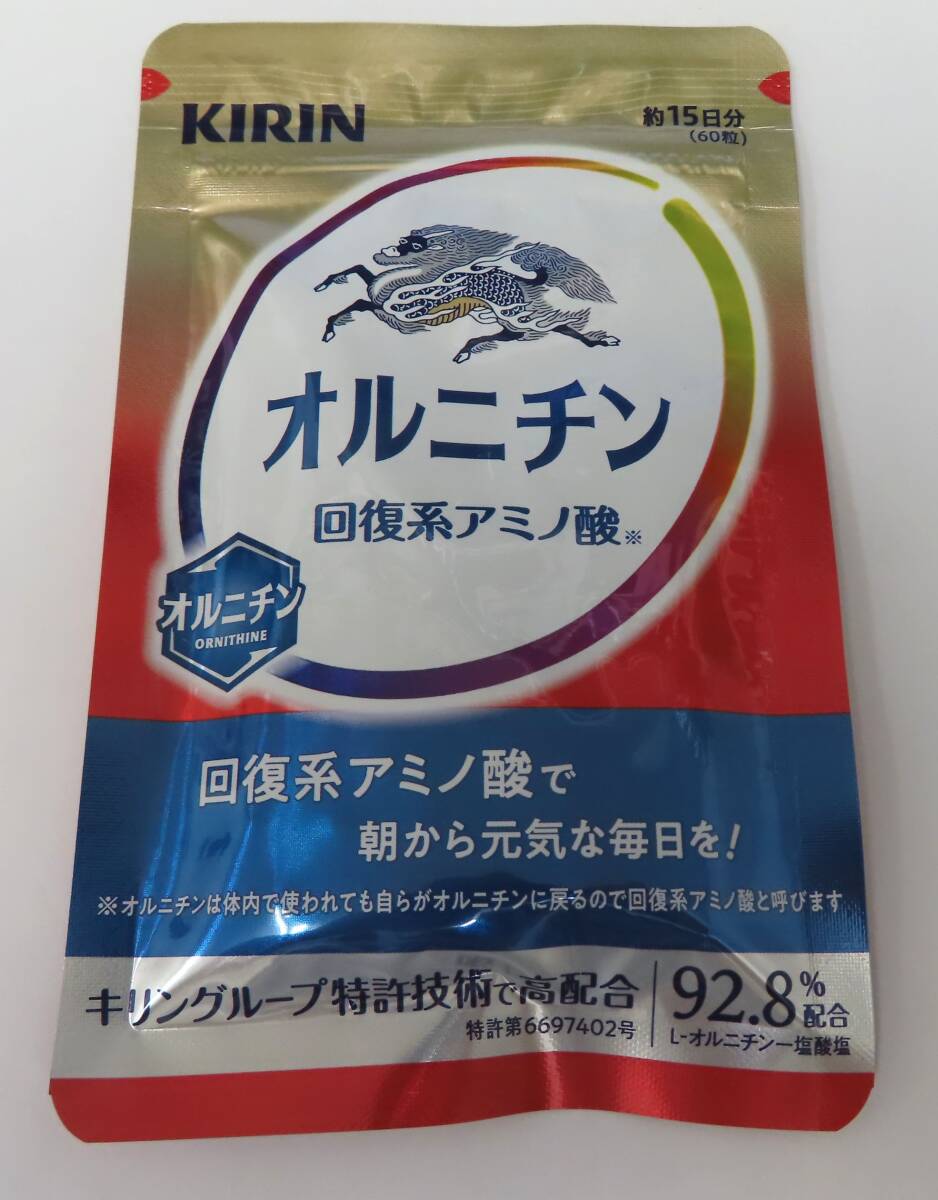 KIRIN
約15日分
(60粒)
オルニチン
回復系アミノ酸※
オルニチン
ORNITHINE
回復系アミノ酸で
朝から元気な毎日を!
※オルニチンは体内で使われても自らがオルニチンに戻るので回復系アミノ酸と呼びます
キリングループ特許技術で高配合
特許第6697402号
92.8%配合
L-オルニチン一塩酸塩